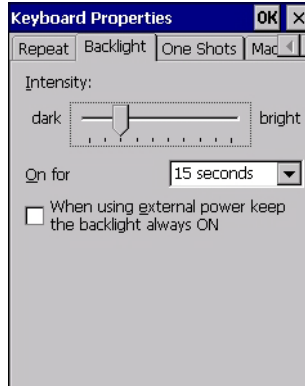 Keyboard Properties OK ×
Repeat Backlight One Shots Mac
Intensity:
dark bright
On for 15 seconds
When using external power keep
the backlight always ON